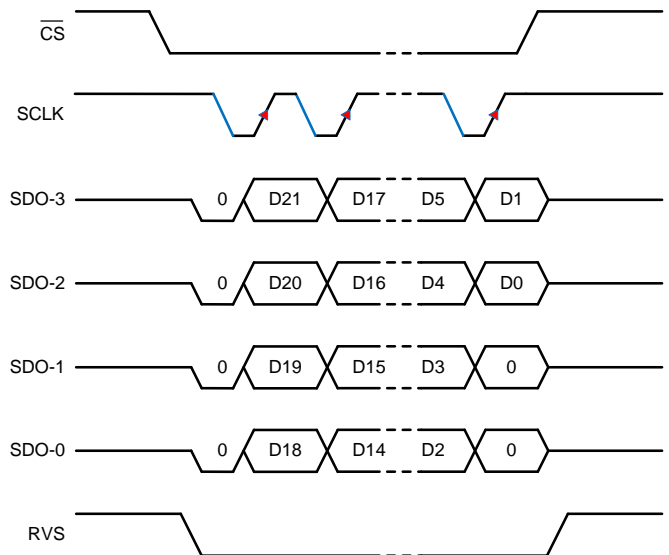 CS
SCLK
SDO-3 0 D21 D17 D5 D1
SDO-2 0 D20 D16 D4 D0
SDO-1 0 D19 D15 D3 0
SDO-0 0 D18 D14 D2 0
RVS